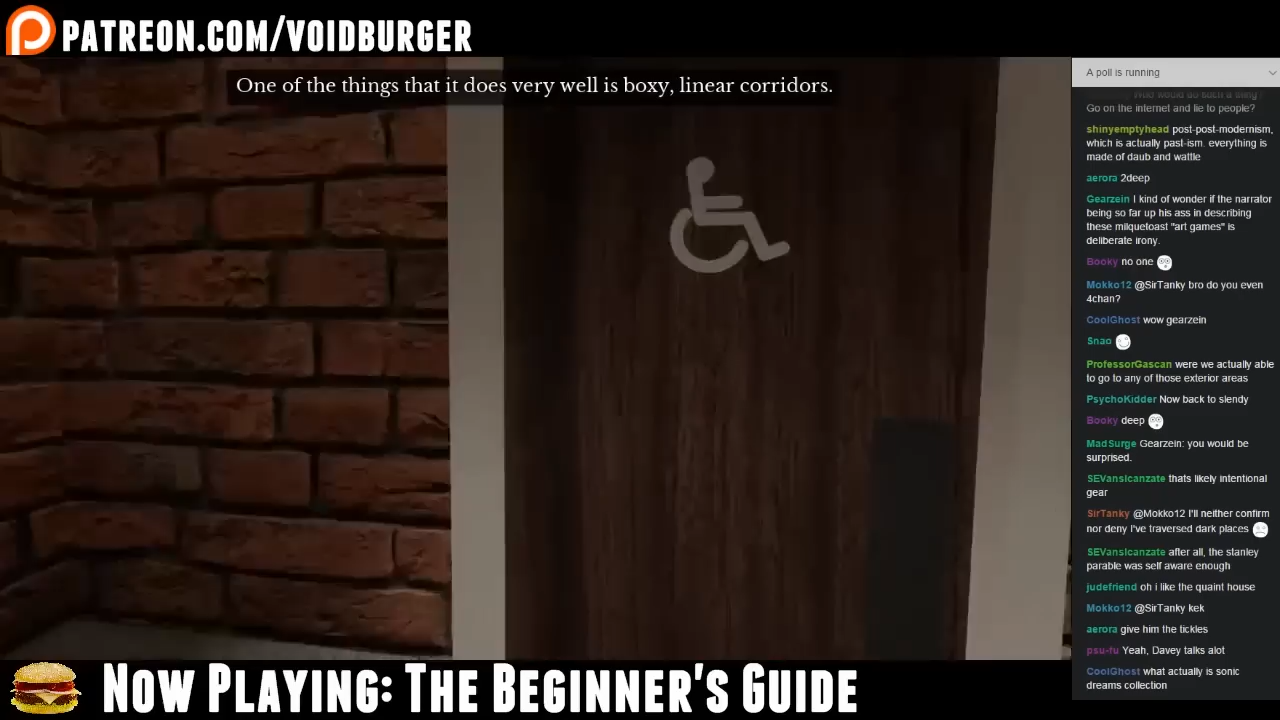 PATREON.COM/VOIDBURGER
One of the things that it does very well is boxy, linear corridors.
A poll is running
Go on the internet and lie to people?
shinyemptyhead post-post-modernism,
which is actually past-ism. everything is
made of daub and wattle
aerora 2deep
Gearzein I kind of wonder if the narrator
being so far up his ass in describing
these milquetoast "art games" is
deliberate irony.
Booky no one
Mokko12 @SirTanky bro do you even
4chan?
CoolGhost wow gearzein
Snao
ProfessorGascan were we actually able
to go to any of those exterior areas
PsychoKidder Now back to slendy
Booky deep
MadSurge Gearzein: you would be
surprised.
SEVansIcanzate thats likely intentional
gear
SirTanky @Mokko12 I'll neither confirm
nor deny I've traversed dark places
SEVansIcanzate after all, the stanley
parable was self aware enough
judefriend oh i like the quaint house
Mokko12 @SirTanky kek
aerora give him the tickles
psu-fu Yeah, Davey talks alot
CoolGhost what actually is sonic
dreams collection
NOW PLAYING: THE BEGINNER'S GUIDE